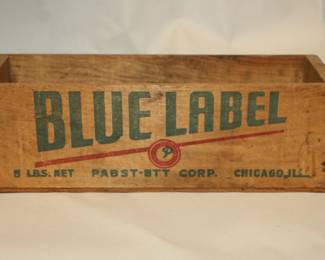 BLUE LABEL
5 LBS. NET PABST-ETT CORP. CHICAGO, ILL.